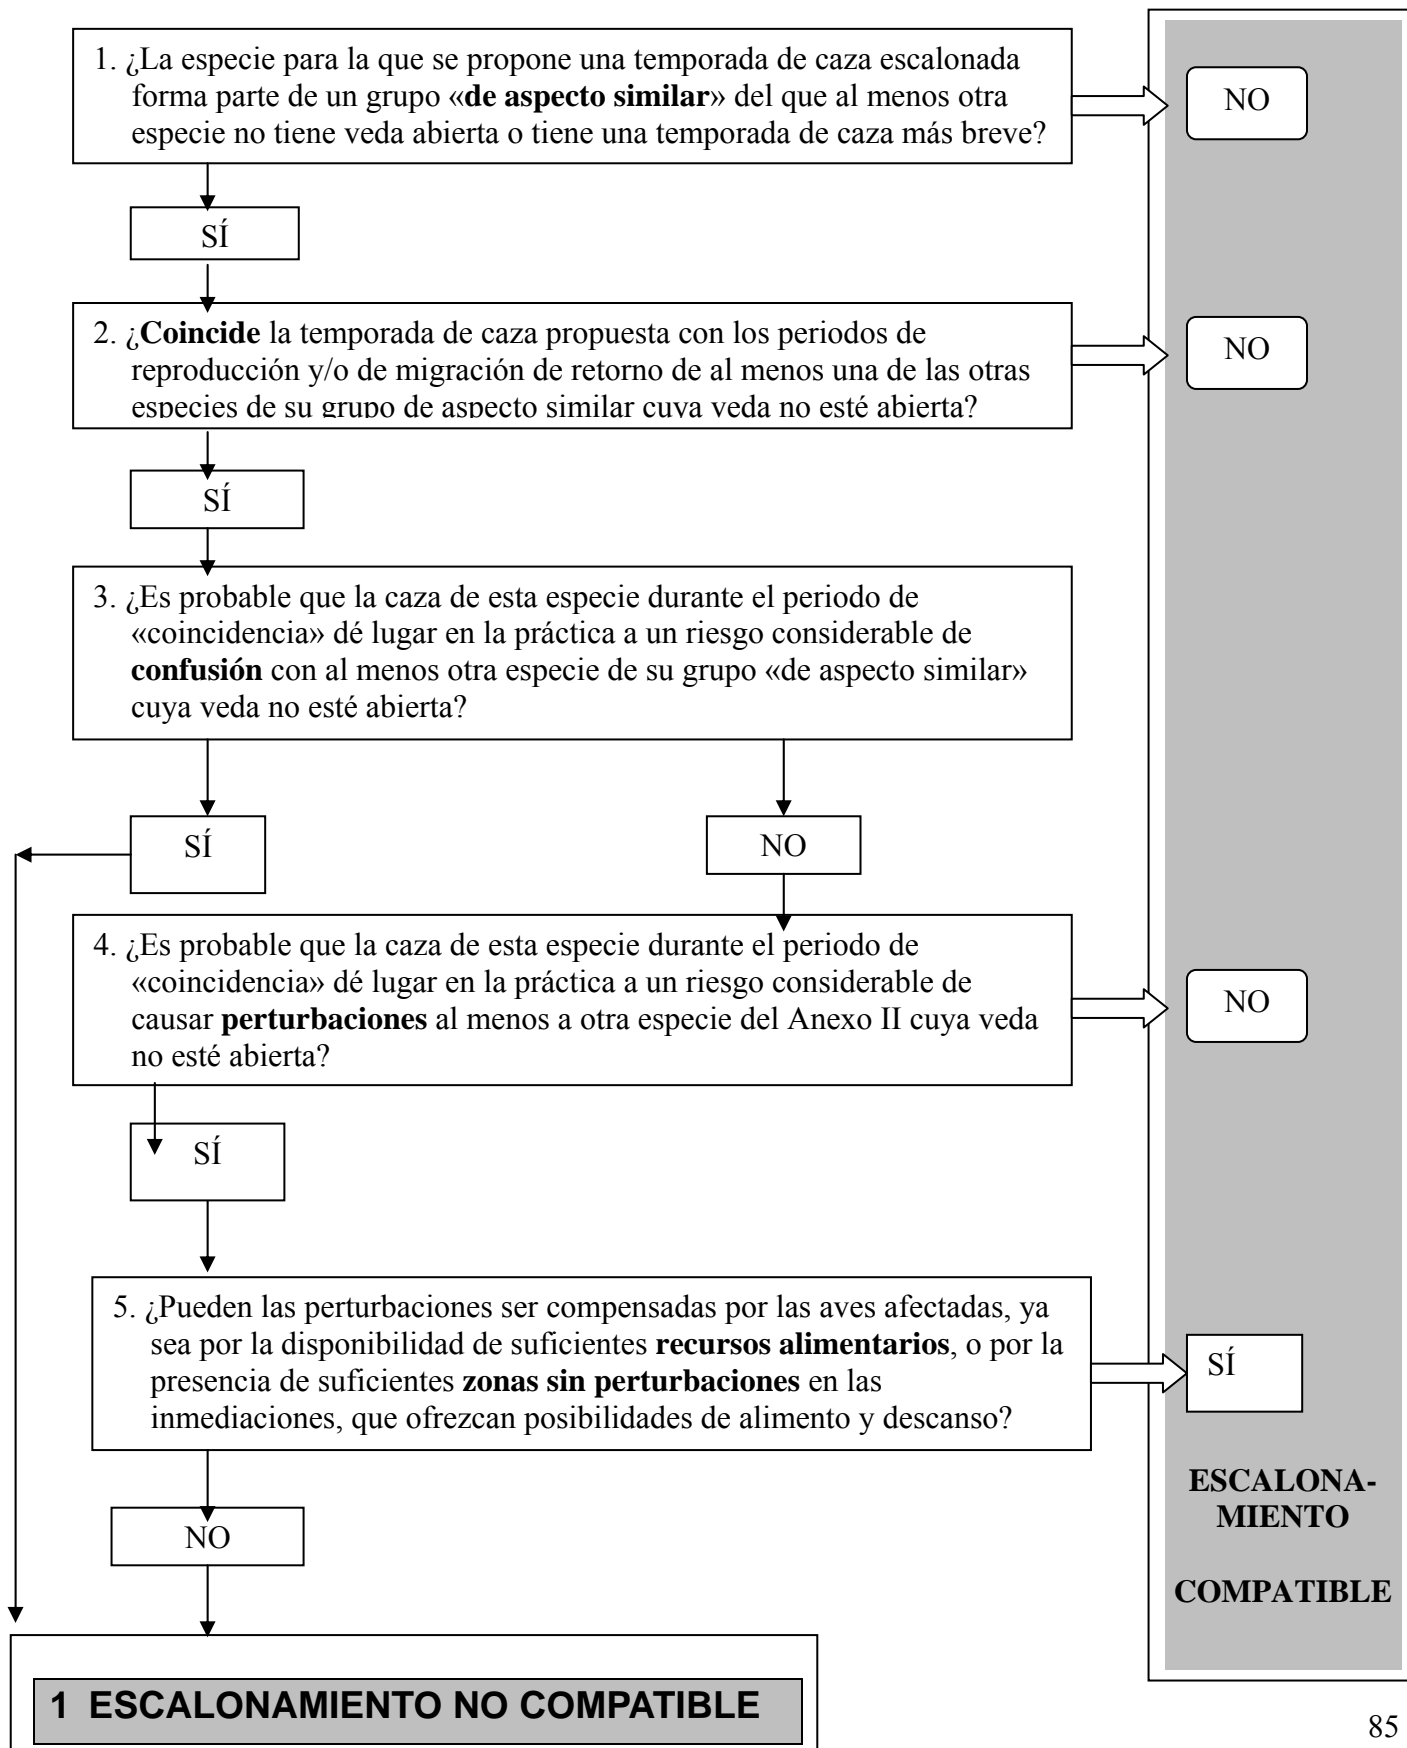 1. ¿La especie para la que se propone una temporada de caza escalonada
forma parte de un grupo «de aspecto similar» del que al menos otra
especie no tiene veda abierta o tiene una temporada de caza más breve?
NO
SÍ
2. ¿Coincide la temporada de caza propuesta con los periodos de
reproducción y/o de migración de retorno de al menos una de las otras
especies de su grupo de aspecto similar cuya veda no esté abierta?
NO
SÍ
3. ¿Es probable que la caza de esta especie durante el periodo de
«coincidencia» dé lugar en la práctica a un riesgo considerable de
confusión con al menos otra especie de su grupo «de aspecto similar»
cuya veda no esté abierta?
SÍ
NO
4. ¿Es probable que la caza de esta especie durante el periodo de
«coincidencia» dé lugar en la práctica a un riesgo considerable de
causar perturbaciones al menos a otra especie del Anexo II cuya veda
no esté abierta?
NO
SÍ
5. ¿Pueden las perturbaciones ser compensadas por las aves afectadas, ya
sea por la disponibilidad de suficientes recursos alimentarios, o por la
presencia de suficientes zonas sin perturbaciones en las
inmediaciones, que ofrezcan posibilidades de alimento y descanso?
SÍ
ESCALONA-
MIENTO
COMPATIBLE
NO
1 ESCALONAMIENTO NO COMPATIBLE
85